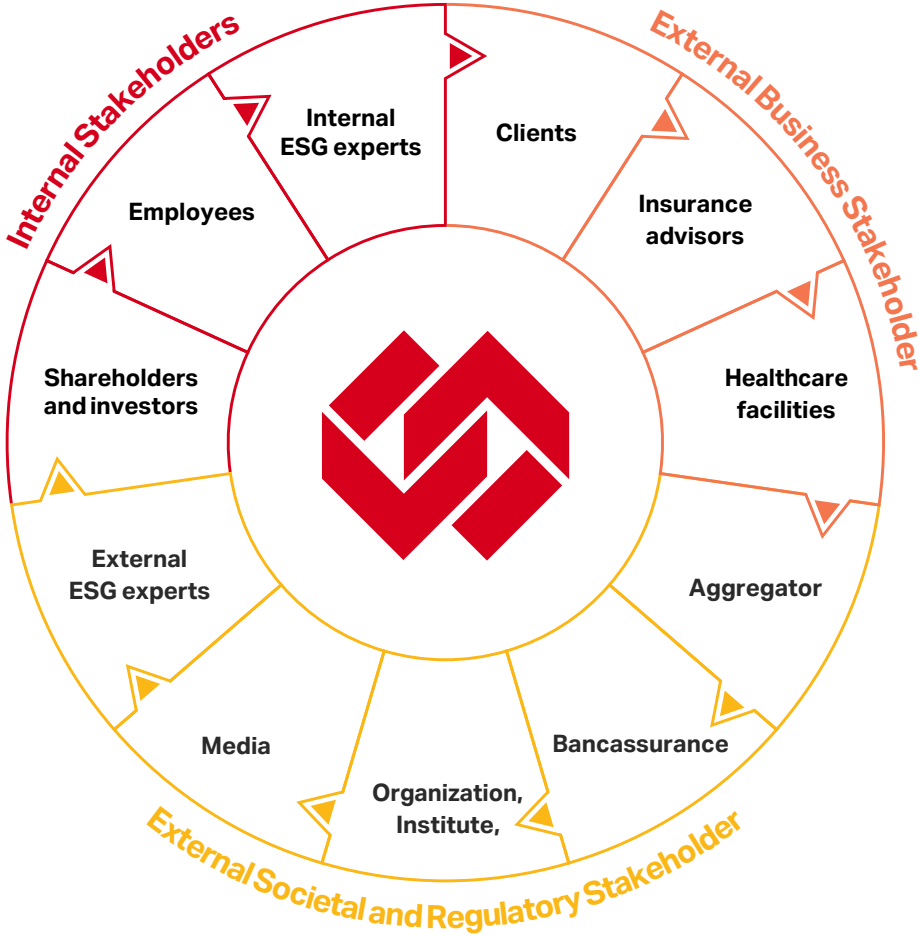 Internal Stakeholders
External Business Stakeholder
Internal
ESG experts
Clients
Employees
Insurance
advisors
Shareholders
and investors
Healthcare
facilities
External
ESG experts
Aggregator
Media
Bancassurance
Organization,
Institute,
External Societal and Regulatory Stakeholder